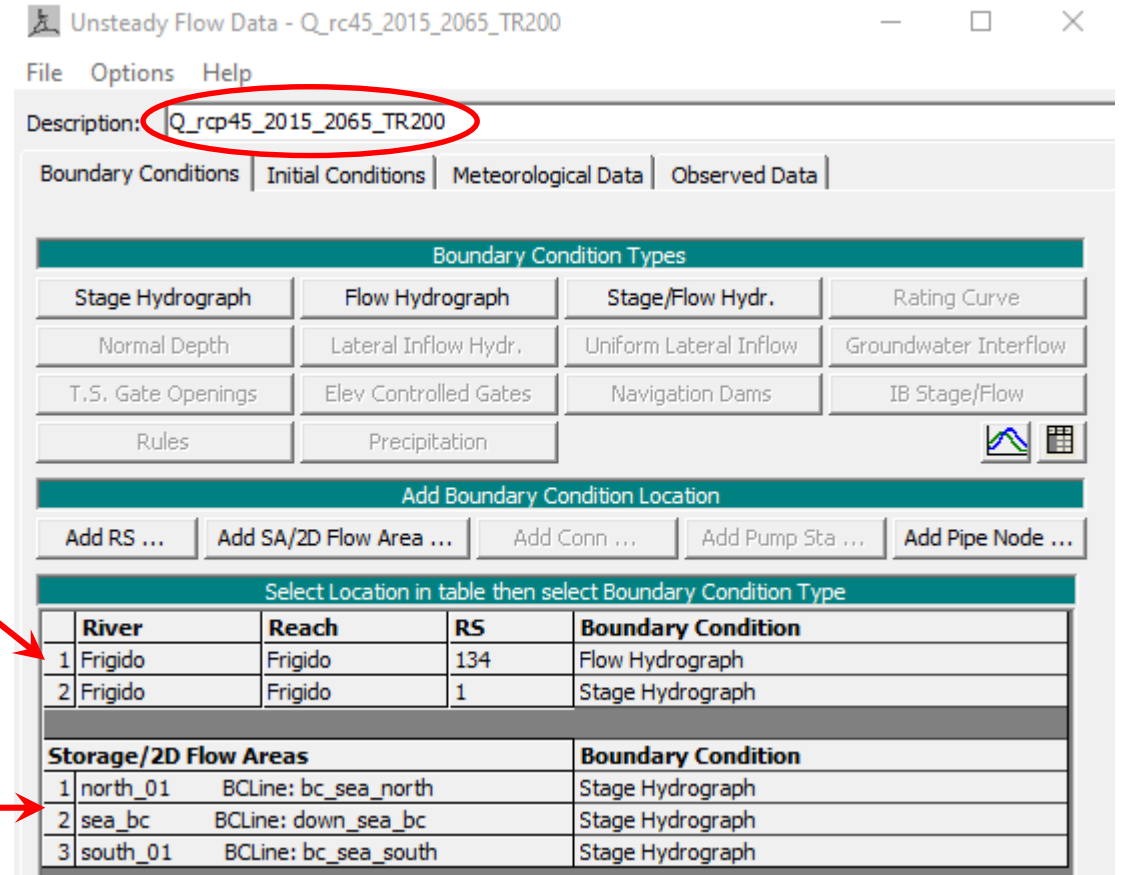 Unsteady Flow Data - Q_rc45_2015_2065_TR200
File Options Help
Description: Q_rcp45_2015_2065_TR200
Boundary Conditions Initial Conditions Meteorological Data Observed Data
Boundary Condition Types
Stage Hydrograph Flow Hydrograph Stage/Flow Hydr. Rating Curve
Normal Depth Lateral Inflow Hydr. Uniform Lateral Inflow Groundwater Interflow
T.S. Gate Openings Elev Controlled Gates Navigation Dams IB Stage/Flow
Rules Precipitation
Add Boundary Condition Location
Add RS ... Add SA/2D Flow Area ... Add Conn ... Add Pump Sta ... Add Pipe Node ...
Select Location in table then select Boundary Condition Type
River Reach RS Boundary Condition
1 Frigido Frigido 134 Flow Hydrograph
2 Frigido Frigido 1 Stage Hydrograph
Storage/2D Flow Areas Boundary Condition
1 north_01 BCLine: bc_sea_north Stage Hydrograph
2 sea_bc BCLine: down_sea_bc Stage Hydrograph
3 south_01 BCLine: bc_sea_south Stage Hydrograph